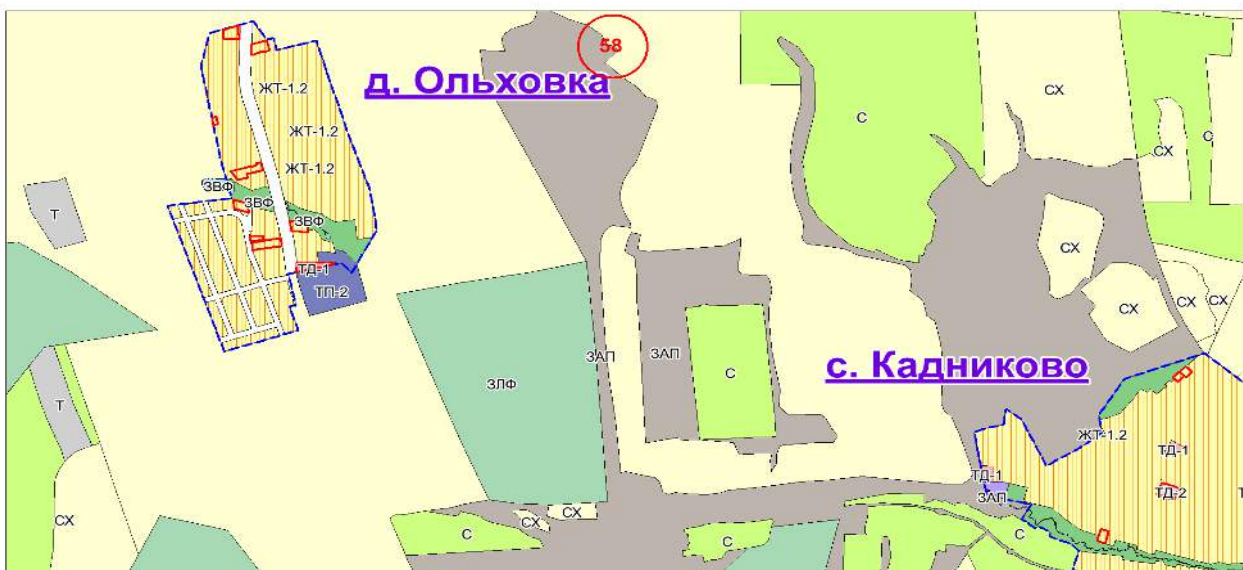 58
д. Ольховка
ЖТ-1.2
СХ
С
ЖТ-1.2
СХ
С
ЖТ-1.2
ЗВФ
Т
ЗВФ
ЗВФ
СХ
ТД-1
ТП-2
СХ
СХ
СХ
ЗАП
ЗАП
с. Кадниково
С
ЗЛФ
Т
ЖТ-1.2
ТД-1
ТД-1
ТД-2
ЗАП
СХ
СХ
СХ
С
С
С